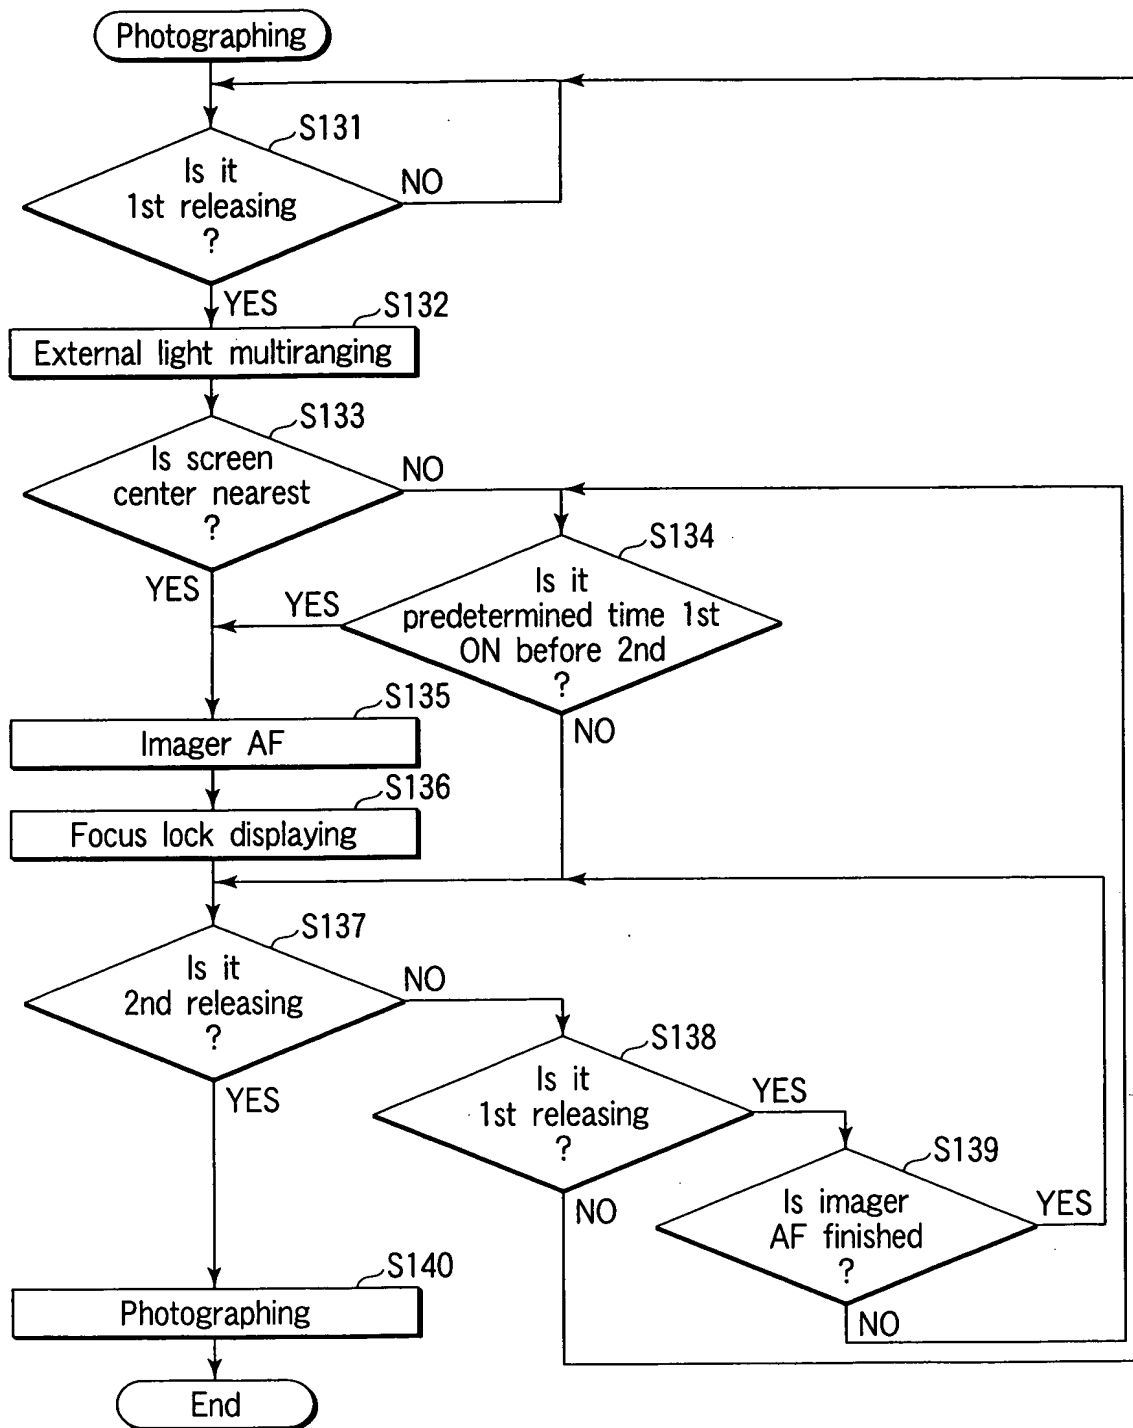 Photographing
S131
Is it
1st releasing
?
NO
YES
S132
External light multiranging
S133
Is screen
center nearest
?
NO
YES
S134
Is it
predetermined time 1st
ON before 2nd
?
YES
NO
S135
Imager AF
S136
Focus lock displaying
S137
Is it
2nd releasing
?
NO
YES
S138
Is it
1st releasing
?
YES
NO
S139
Is imager
AF finished
?
YES
NO
S140
Photographing
End